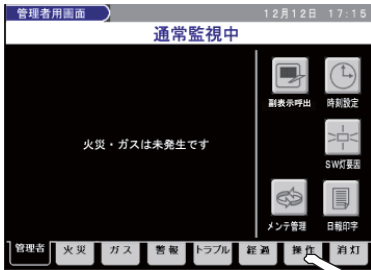 管理者用画面 12月12日 17:15
通常監視中
火災・ガスは未発生です
副表示呼出 時刻設定
SW灯要因
メンテ管理 日報印字
管理者 火災 ガス 警報 トラブル 経過 操作 消灯